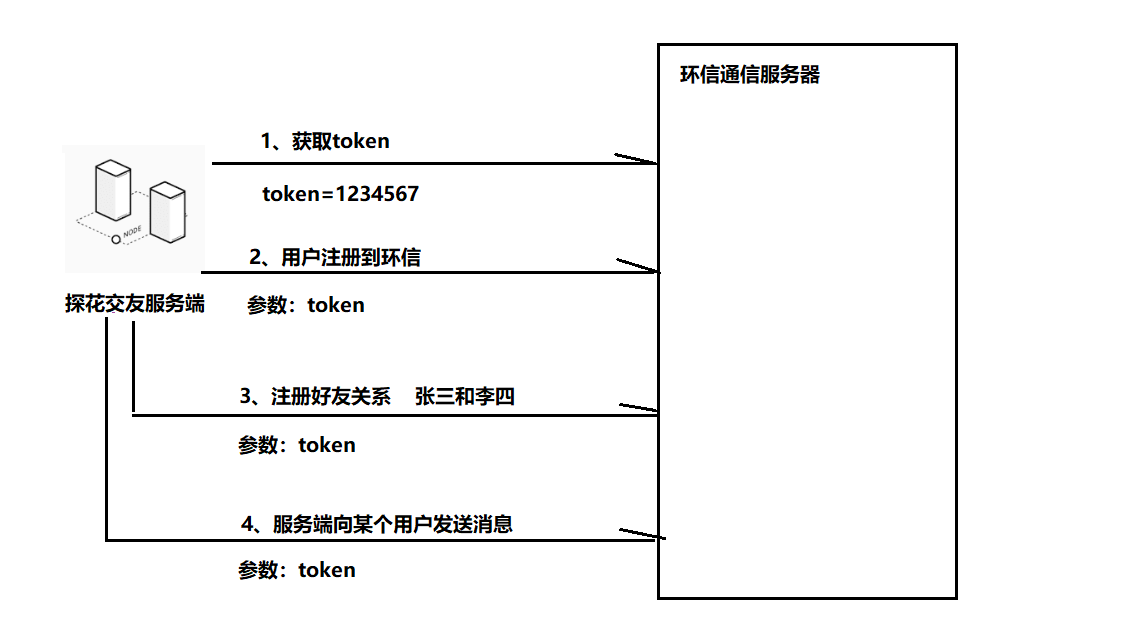 环信通信服务器
1、获取token
token=1234567
NODE
2、用户注册到环信
探花交友服务端
参数：token
3、注册好友关系 张三和李四
参数：token
4、服务端向某个用户发送消息
参数：token